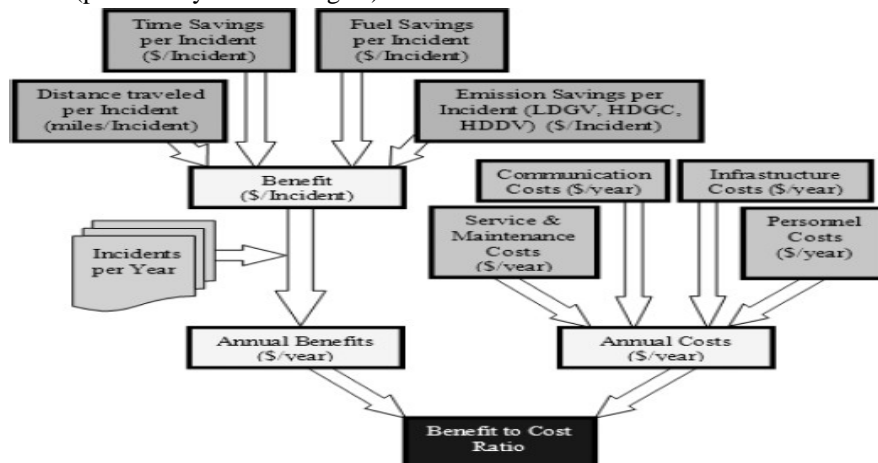 Time Savings
per Incident
($/Incident)
Fuel Savings
per Incident
($/Incident)
Distance traveled
per Incident
(miles/Incident)
Emission Savings per
Incident (LDGV, HDGC,
HDDV) ($/Incident)
Benefit
($/Incident)
Communication
Costs ($/year)
Infrastructure
Costs ($/year)
Service &
Maintenance
Costs
($/year)
Personnel
Costs
($/year)
Incidents
per Year
Annual Benefits
($/year)
Annual Costs
($/year)
Benefit to Cost
Ratio